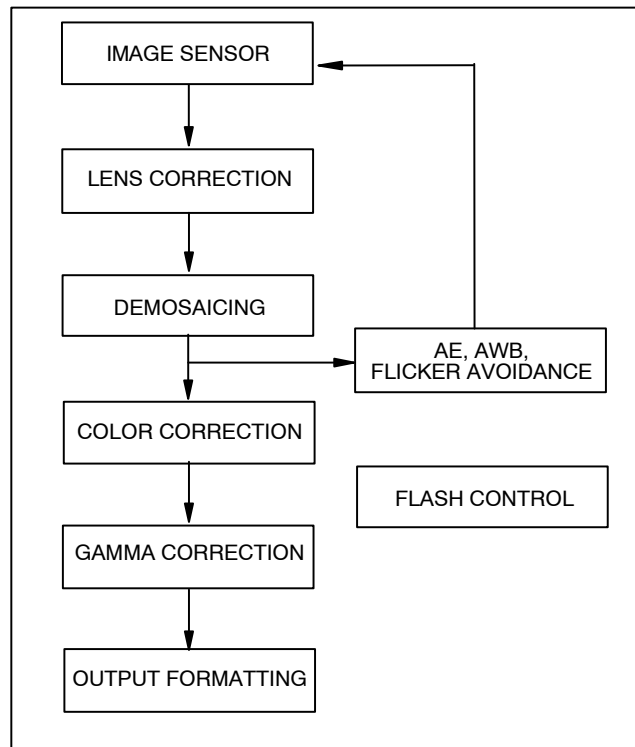 IMAGE SENSOR
LENS CORRECTION
DEMOSAICING
AE, AWB,
FLICKER AVOIDANCE
COLOR CORRECTION
FLASH CONTROL
GAMMA CORRECTION
OUTPUT FORMATTING